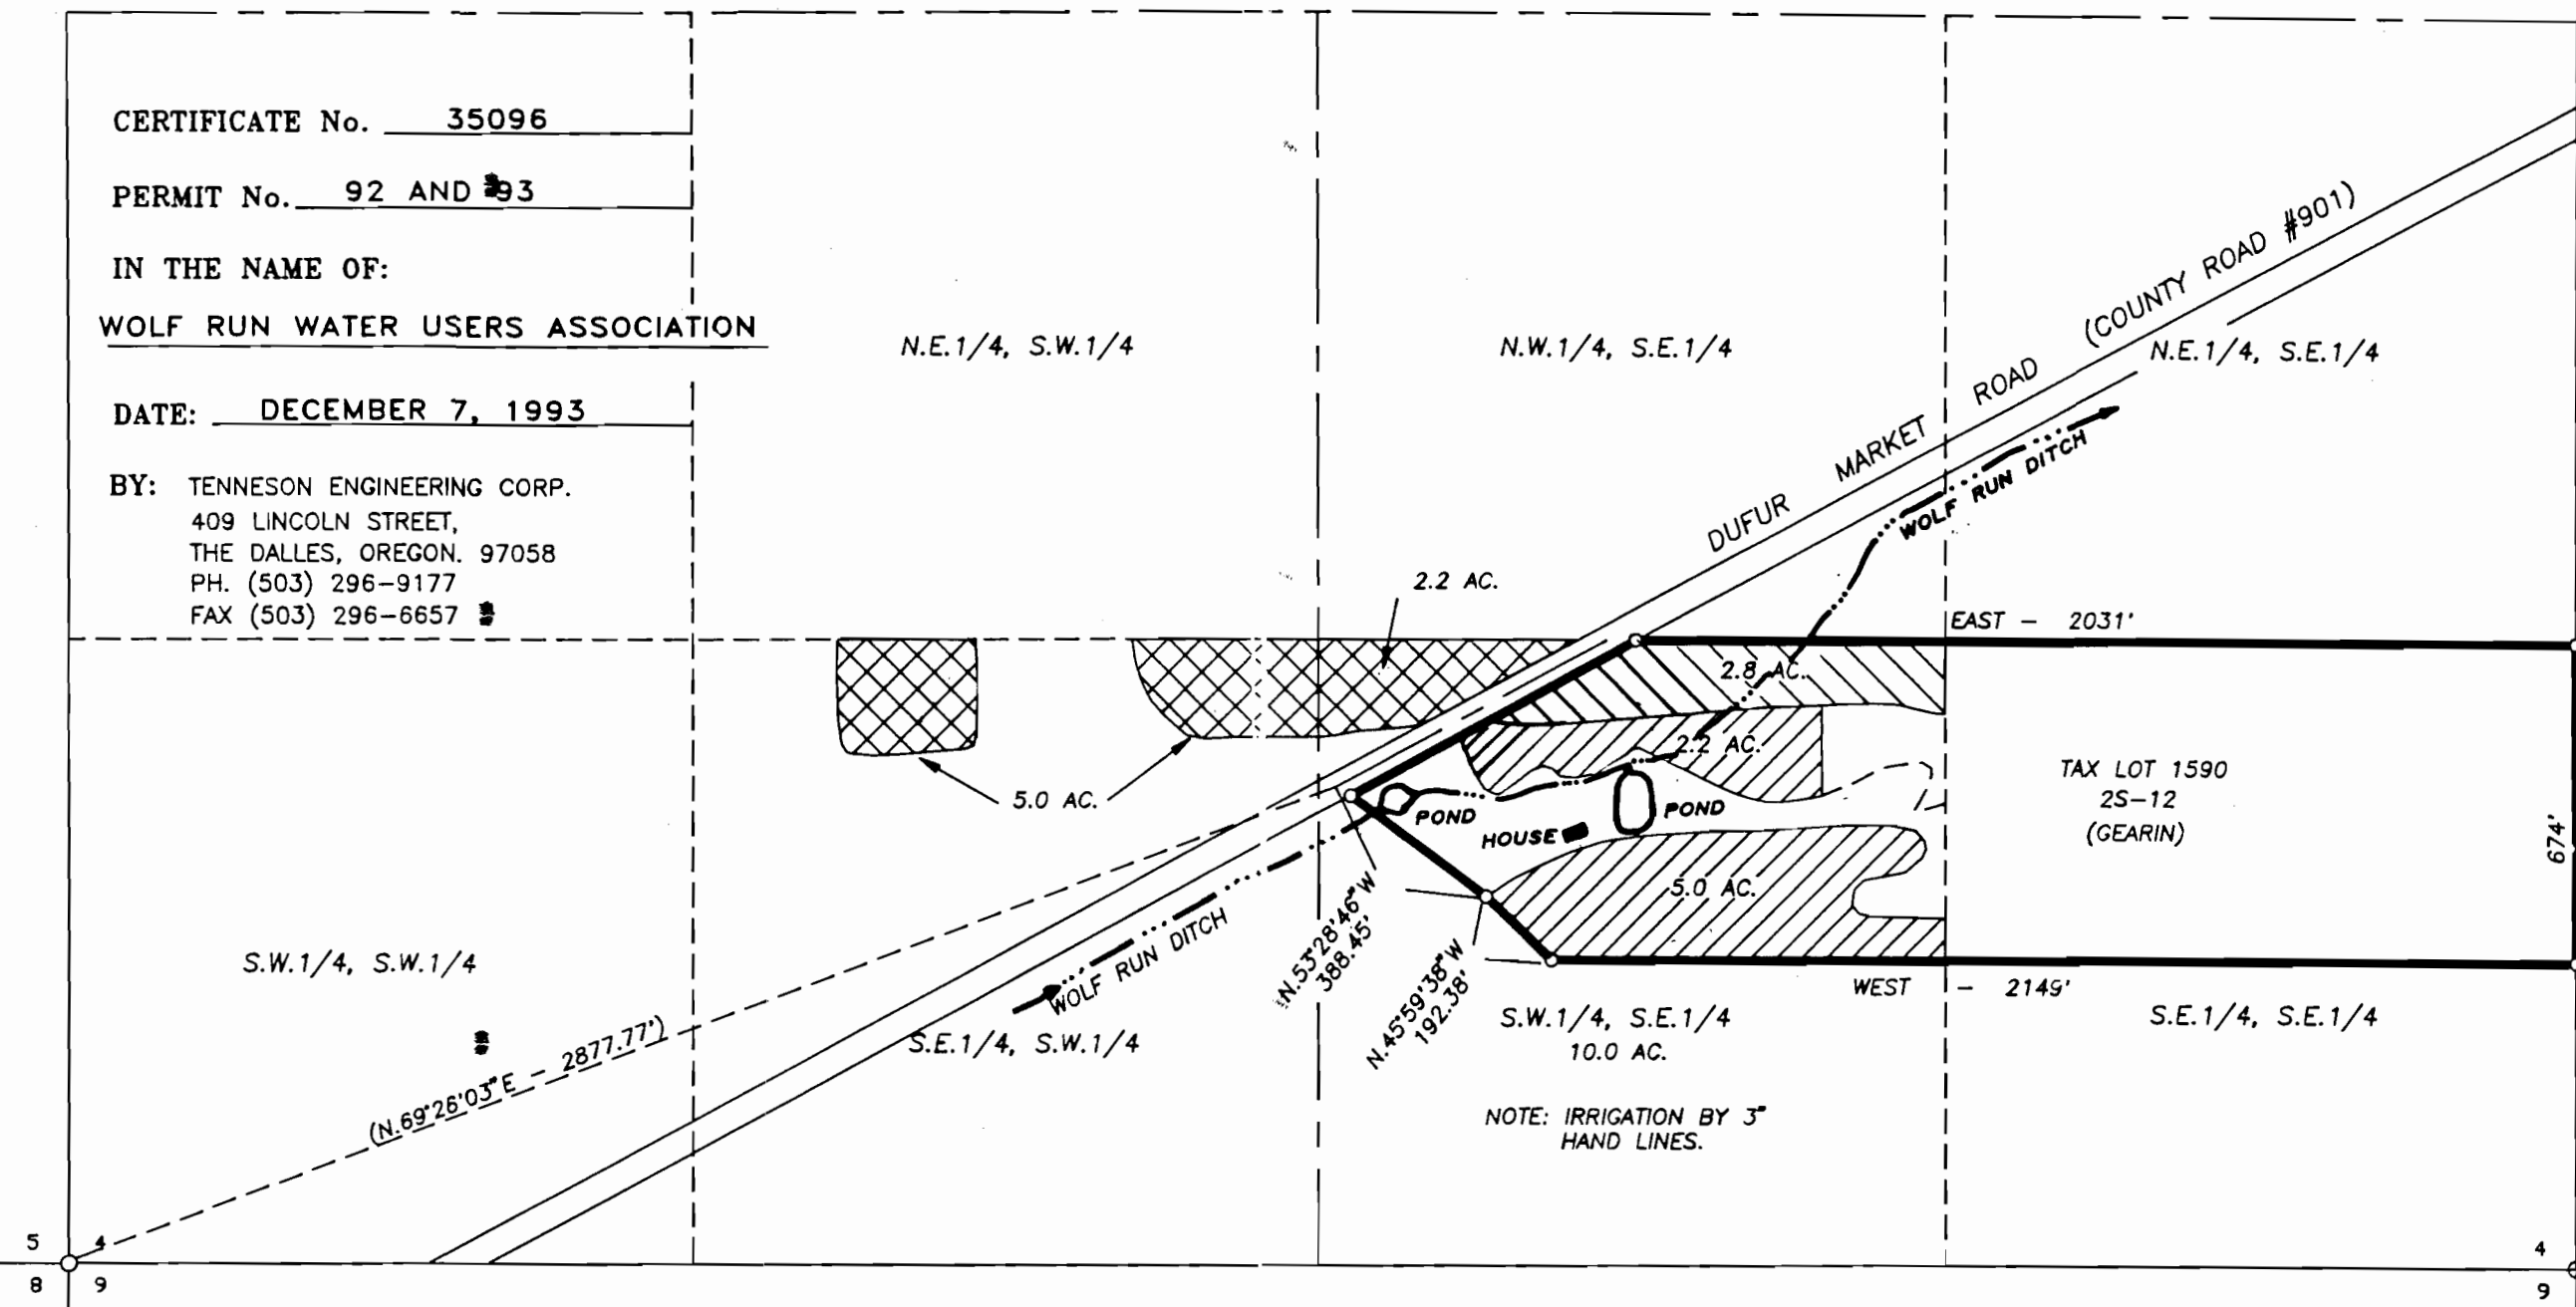 CERTIFICATE No. 35096
PERMIT No. 92 AND 93
IN THE NAME OF:
WOLF RUN WATER USERS ASSOCIATION
DATE: DECEMBER 7, 1993
BY: TENNESON ENGINEERING CORP.
409 LINCOLN STREET,
THE DALLES, OREGON. 97058
PH. (503) 296-9177
FAX (503) 296-6657
N.E.1/4, S.W.1/4
N.W.1/4, S.E.1/4
N.E.1/4, S.E.1/4
DUFUR MARKET ROAD (COUNTY ROAD #901)
WOLF RUN DITCH
2.2 AC.
EAST - 2031'
2.8 AC.
2.2 AC.
5.0 AC.
POND
HOUSE
POND
TAX LOT 1590
2S-12
(GEARIN)
674'
5.0 AC.
S.W.1/4, S.W.1/4
WOLF RUN DITCH
N.53°28'46"W
388.45'
N.45°59'38"W
192.38'
WEST - 2149'
S.E.1/4, S.W.1/4
S.W.1/4, S.E.1/4
10.0 AC.
S.E.1/4, S.E.1/4
(N.69°26'03"E - 2877.77')
NOTE: IRRIGATION BY 3"
HAND LINES.
5 4
8 9
4
9